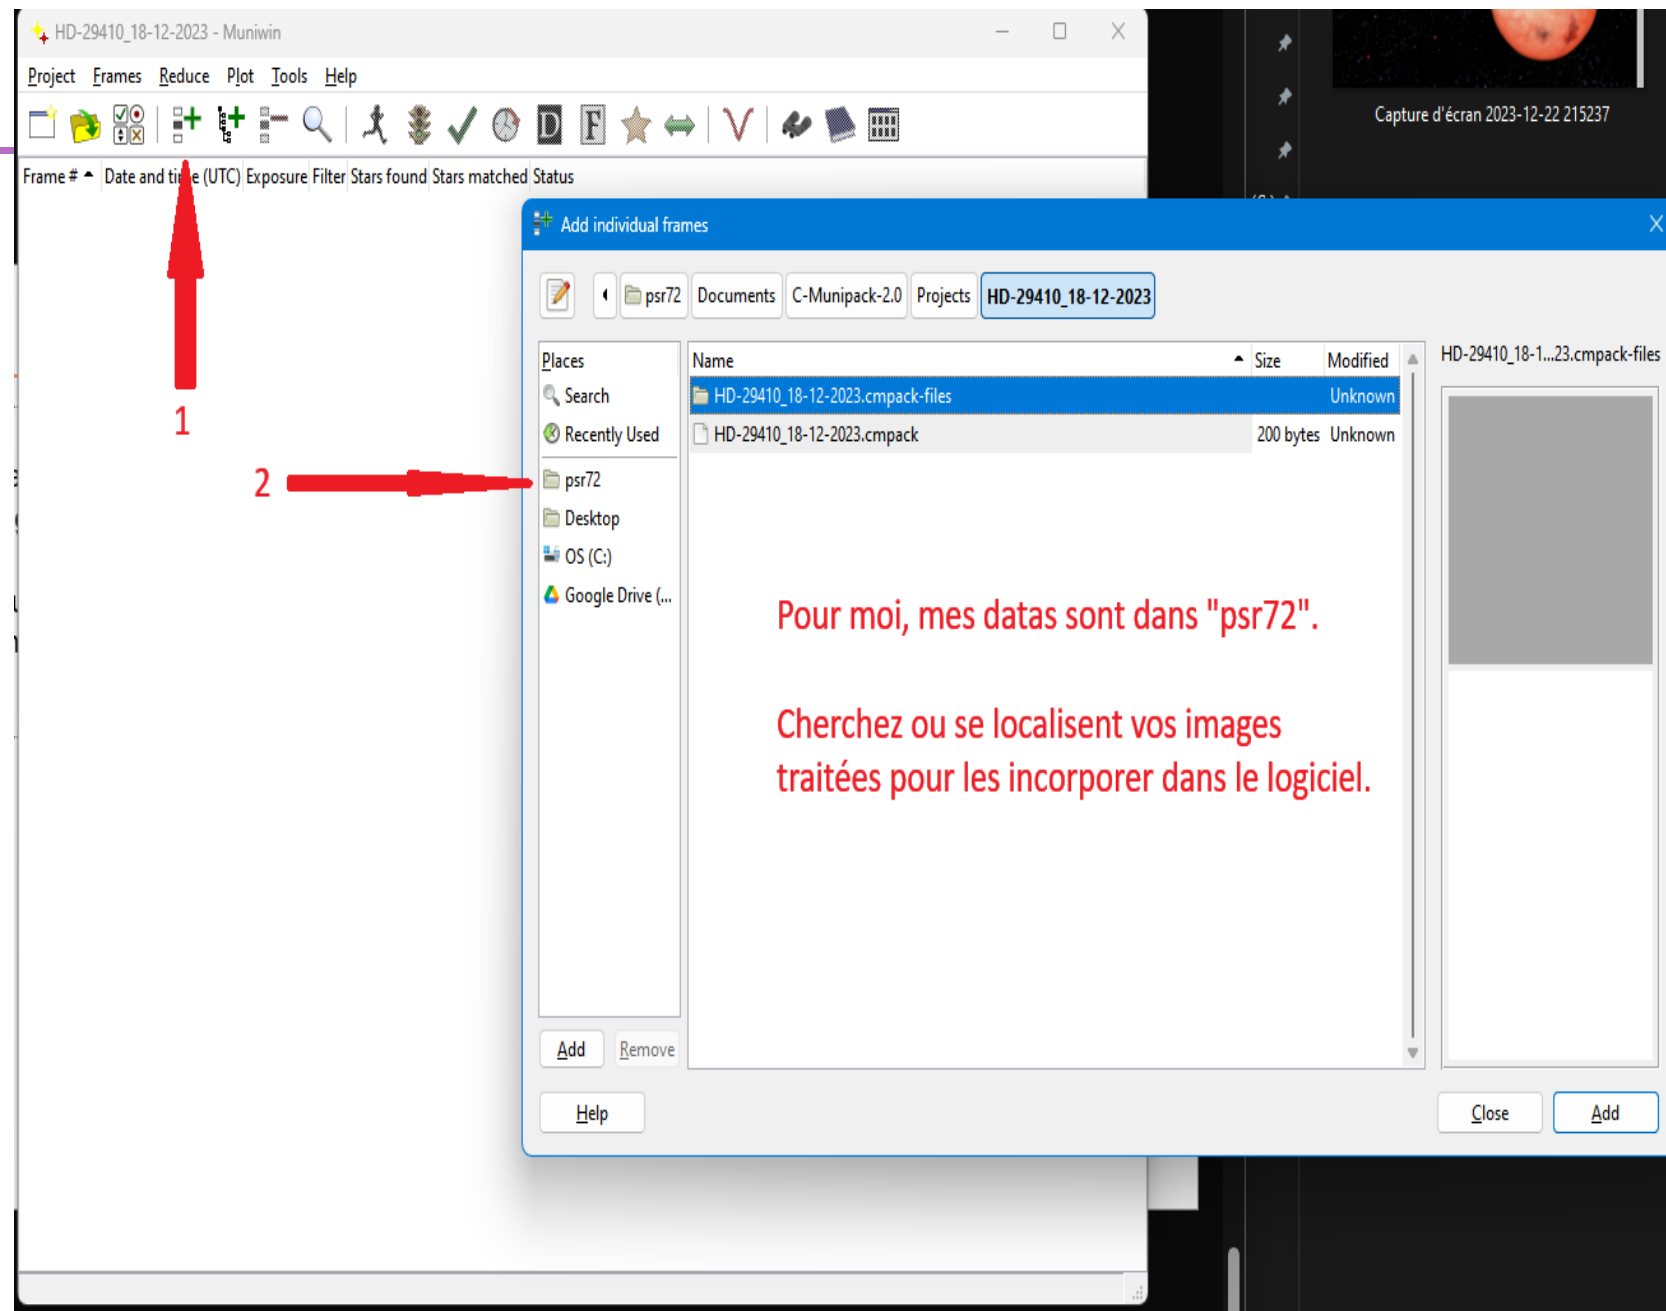 HD-29410_18-12-2023 - Muniwin
Project Frames Reduce Plot Tools Help
Capture d'écran 2023-12-22 215237
Frame # Date and time (UTC) Exposure Filter Stars found Stars matched Status
1
2
Add individual frames
psr72 Documents C-Munipack-2.0 Projects HD-29410_18-12-2023
Places
Search
Recently Used
psr72
Desktop
OS (C:)
Google Drive (...
Name Size Modified
HD-29410_18-12-2023.cmpack-files Unknown
HD-29410_18-12-2023.cmpack 200 bytes Unknown
HD-29410_18-1...23.cmpack-files
Pour moi, mes datas sont dans "psr72".
Cherchez ou se localisent vos images
traitées pour les incorporer dans le logiciel.
Add Remove
Help Close Add